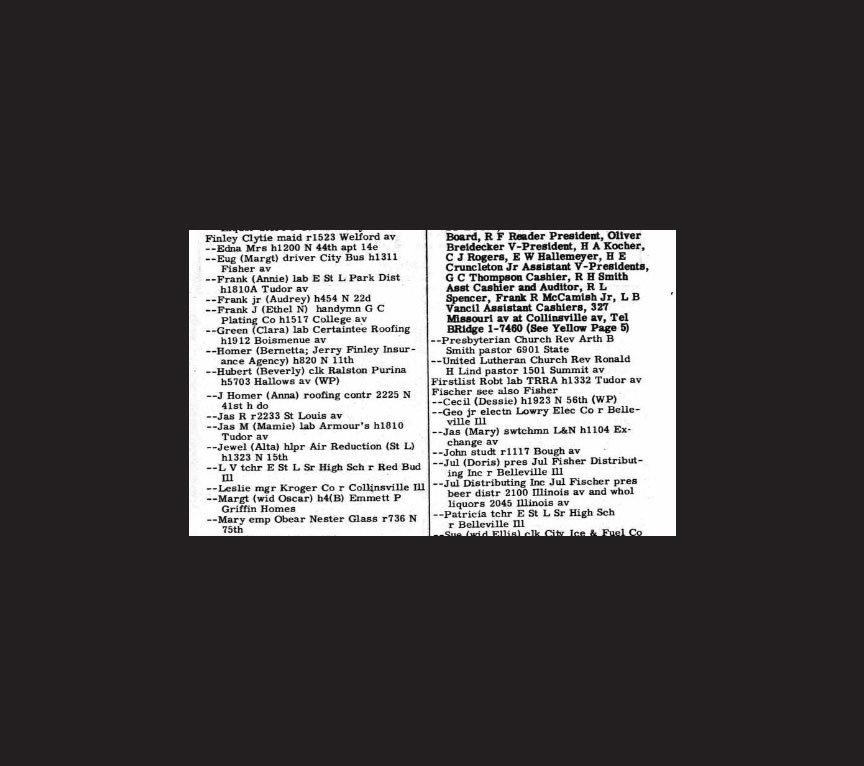 Finley Clytie maid r1523 Welford av
--Edna Mrs h1200 N 44th apt 14e
--Eug (Margt) driver City Bus h1311
Fisher av
--Frank (Annie) lab E St L Park Dist
h1810A Tudor av
--Frank jr (Audrey) h454 N 22d
--Frank J (Ethel N) handymn G C
Plating Co h1517 College av
--Green (Clara) lab Certaintee Roofing
h1912 Boismenue av
--Homer (Bernetta; Jerry Finley Insur-
ance Agency) h820 N 11th
--Hubert (Beverly) clk Ralston Purina
h5703 Hallows av (WP)
--J Homer (Anna) roofing contr 2225 N
41st h do
--Jas R r2233 St Louis av
--Jas M (Mamie) lab Armour's h1810
Tudor av
--Jewel (Alta) hlpr Air Reduction (St L)
h1323 N 15th
--L V tchr E St L Sr High Sch r Red Bud
Ill
--Leslie mgr Kroger Co r Collinsville Ill
--Margt (wid Oscar) h4(B) Emmett P
Griffin Homes
--Mary emp Obear Nester Glass r736 N
75th
Board, R F Reader President, Oliver
Breidecker V-President, H A Kocher,
C J Rogers, E W Hallemeyer, H E
Cruncleton Jr Assistant V-Presidents,
G C Thompson Cashier, R H Smith
Asst Cashier and Auditor, R L
Spencer, Frank R McCamish Jr, L B
Vancil Assistant Cashiers, 327
Missouri av at Collinsville av, Tel
BRidge 1-7460 (See Yellow Page 5)
--Presbyterian Church Rev Arth B
Smith pastor 6901 State
--United Lutheran Church Rev Ronald
H Lind pastor 1501 Summit av
Firstlist Robt lab TRRA h1332 Tudor av
Fischer see also Fisher
--Cecil (Dessie) h1923 N 56th (WP)
--Geo jr electn Lowry Elec Co r Belle-
ville Ill
--Jas (Mary) swtchmn L&N h1104 Ex-
change av
--John studt r1117 Bough av
--Jul (Doris) pres Jul Fisher Distribut-
ing Inc r Belleville Ill
--Jul Distributing Inc Jul Fischer pres
beer distr 2100 Illinois av and whol
liquors 2045 Illinois av
--Patricia tchr E St L Sr High Sch
r Belleville Ill
--Sue (wid Ellis) clk City Ice & Fuel Co